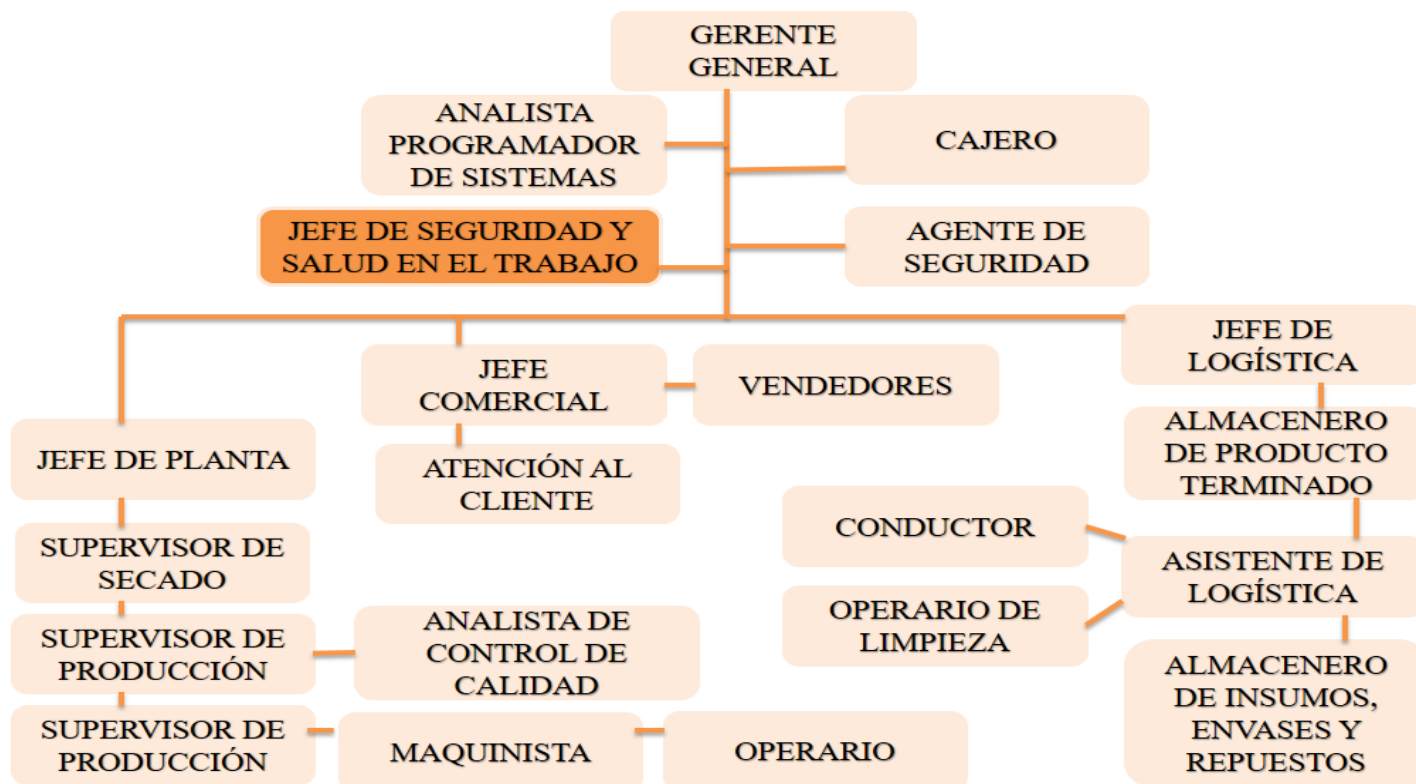 GERENTE
GENERAL
ANALISTA
PROGRAMADOR
DE SISTEMAS
CAJERO
JEFE DE SEGURIDAD Y
SALUD EN EL TRABAJO
AGENTE DE
SEGURIDAD
JEFE DE
LOGÍSTICA
JEFE
COMERCIAL
VENDEDORES
ALMACENERO
DE PRODUCTO
TERMINADO
JEFE DE PLANTA
ATENCIÓN AL
CLIENTE
CONDUCTOR
SUPERVISOR DE
SECADO
ASISTENTE DE
LOGÍSTICA
OPERARIO DE
LIMPIEZA
SUPERVISOR DE
PRODUCCIÓN
ANALISTA DE
CONTROL DE
CALIDAD
ALMACENERO
DE INSUMOS,
ENVASES Y
REPUESTOS
SUPERVISOR DE
PRODUCCIÓN
MAQUINISTA
OPERARIO